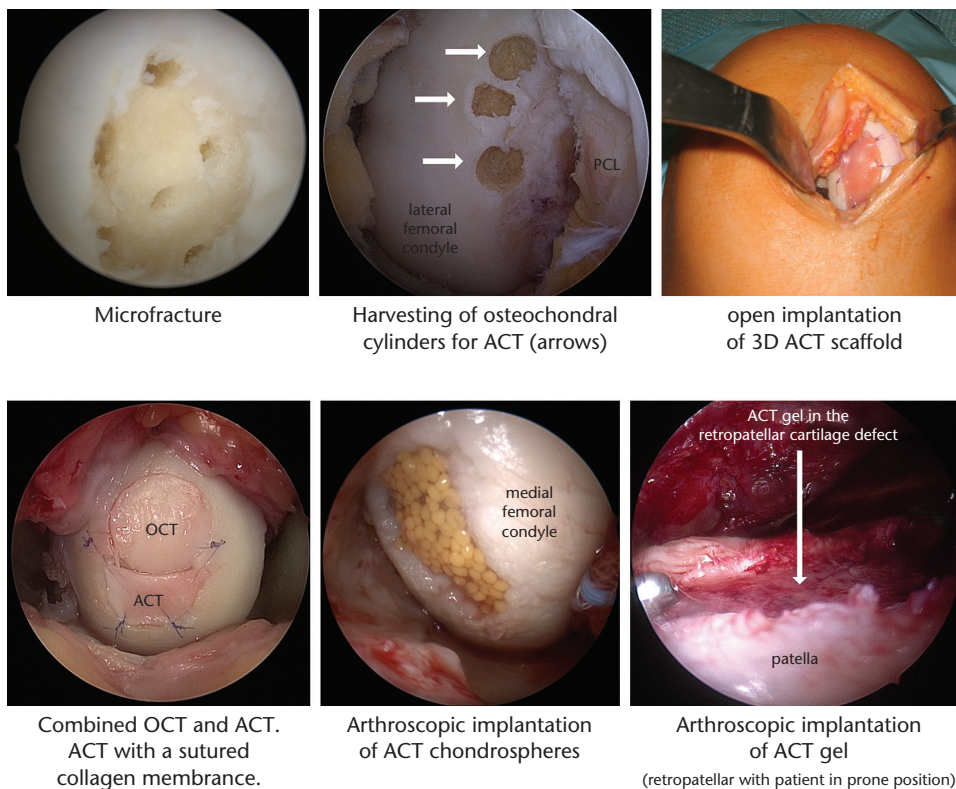 PCL
lateral
femoral
condyle
Microfracture
Harvesting of osteochondral
cylinders for ACT (arrows)
open implantation
of 3D ACT scaffold
OCT
ACT
medial
femoral
condyle
ACT gel in the
retropatellar cartilage defect
patella
Combined OCT and ACT.
ACT with a sutured
collagen membrance.
Arthroscopic implantation
of ACT chondrospheres
Arthroscopic implantation
of ACT gel
(retropatellar with patient in prone position)